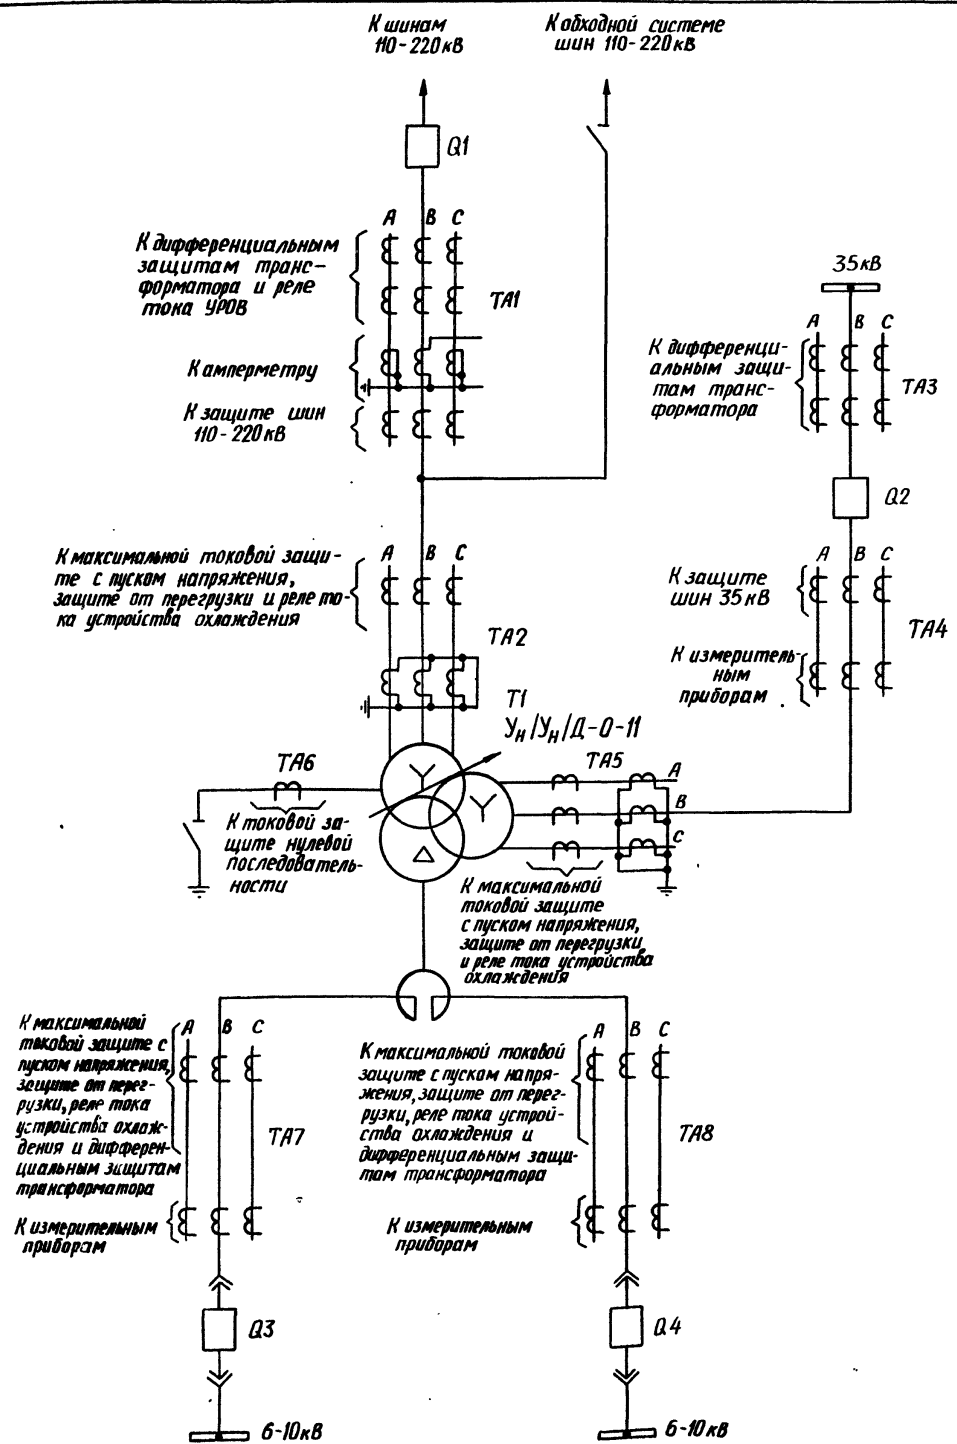 К шинам
110-220кВ
К обходной системе
шин 110-220кВ
Q1
A B C
К дифференциальным
защитам транс-
форматора и реле
тока УРОВ
TA1
К амперметру
К защите шин
110-220кВ
35кВ
A B C
К дифференци-
альным защи-
там транс-
форматора
TA3
Q2
A B C
К защите
шин 35кВ
TA4
К измеритель-
ным
приборам
A B C
К максимальной токовой защи-
те с пуском напряжения,
защите от перегрузки и реле то-
ка устройства охлаждения
TA2
T1
Ун/Ун/Д-0-11
TA6
К токовой за-
щите нулевой
последователь-
ности
TA5
A
B
C
К максимальной
токовой защите
с пуском напряжения,
защите от перегрузки
и реле тока устройства
охлаждения
A B C
К максимальной
токовой защите с
пуском напряжения,
защите от перег-
рузки, реле тока
устройства охлаж-
дения и дифферен-
циальным защитам
трансформатора
TA7
К измерительным
приборам
Q3
6-10кВ
A B C
К максимальной токовой
защите с пуском напря-
жения, защите от перег-
рузки, реле тока устрой-
ства охлаждения и
дифференциальным защи-
там трансформатора
TA8
К измерительным
приборам
Q4
6-10кВ